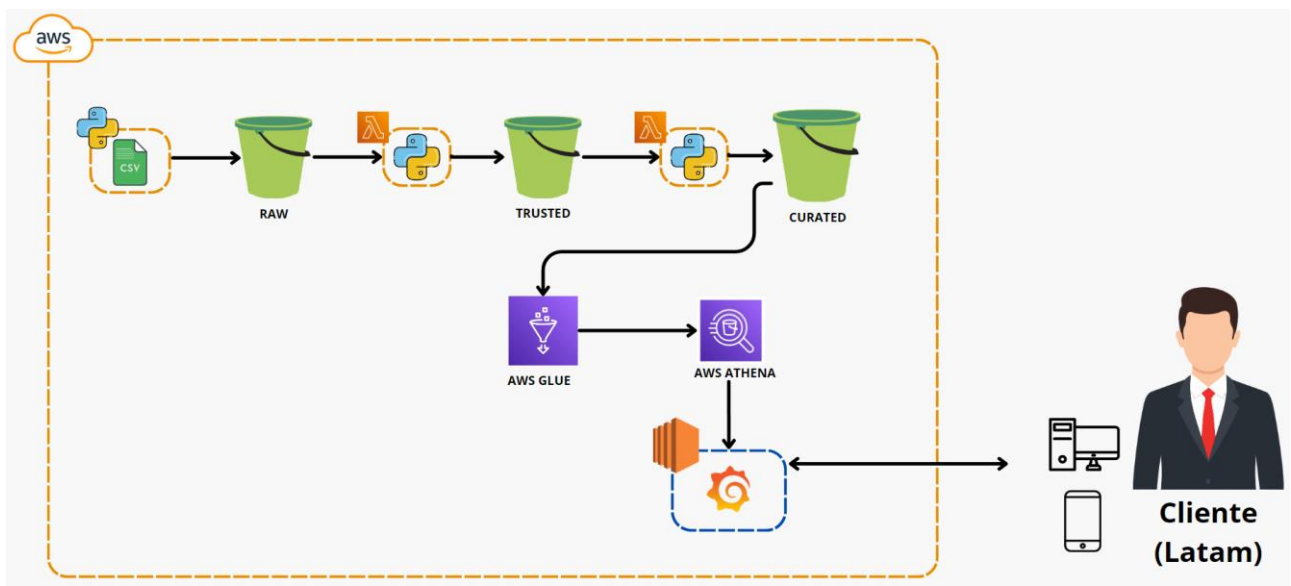 aws
CSV
RAW
TRUSTED
CURATED
AWS GLUE
AWS ATHENA
Cliente
(Latam)